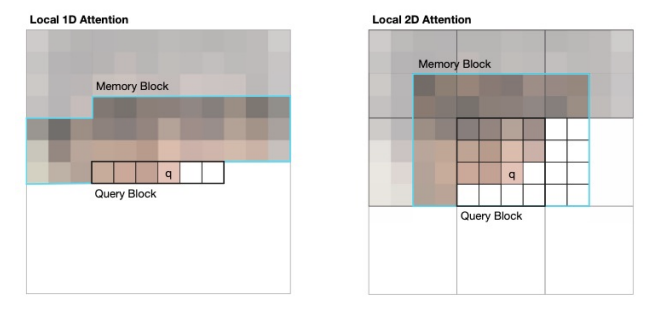 Local 1D Attention
Memory Block
q
Query Block
Local 2D Attention
Memory Block
q
Query Block